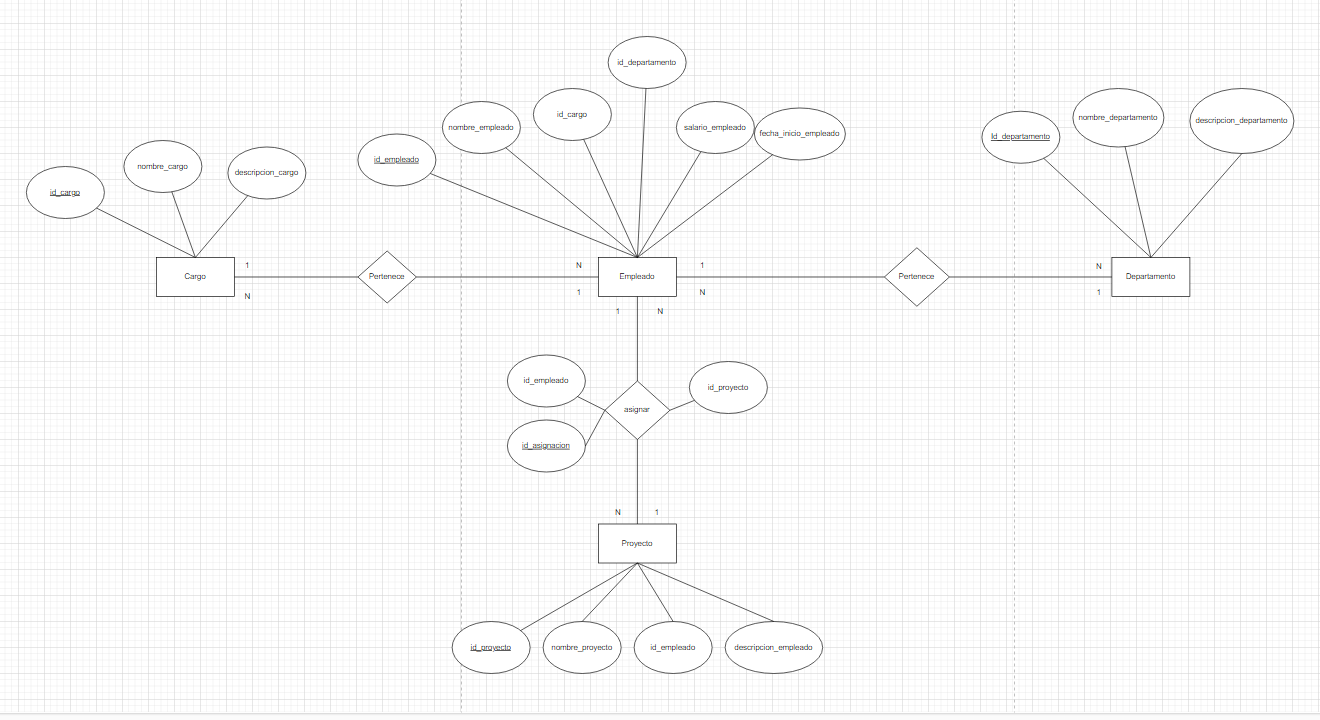 id_departamento
id_cargo
nombre_empleado
salario_empleado
fecha_inicio_empleado
id_empleado
Id_departamento
nombre_departamento
descripcion_departamento
id_cargo
nombre_cargo
descripcion_cargo
Cargo
1
N
Pertenece
N
1
Empleado
1
N
1
N
Pertenece
N
1
Departamento
id_empleado
id_asignacion
asignar
id_proyecto
N
1
Proyecto
id_proyecto
nombre_proyecto
id_empleado
descripcion_empleado